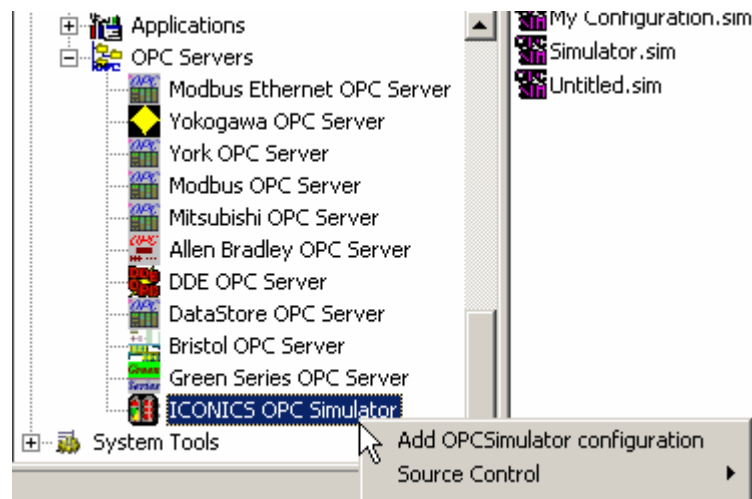 Applications
OPC Servers
Modbus Ethernet OPC Server
Yokogawa OPC Server
York OPC Server
Modbus OPC Server
Mitsubishi OPC Server
Allen Bradley OPC Server
DDE OPC Server
DataStore OPC Server
Bristol OPC Server
Green Series OPC Server
ICONICS OPC Simulator
System Tools
My Configuration.sim
Simulator.sim
Untitled.sim
Add OPCSimulator configuration
Source Control